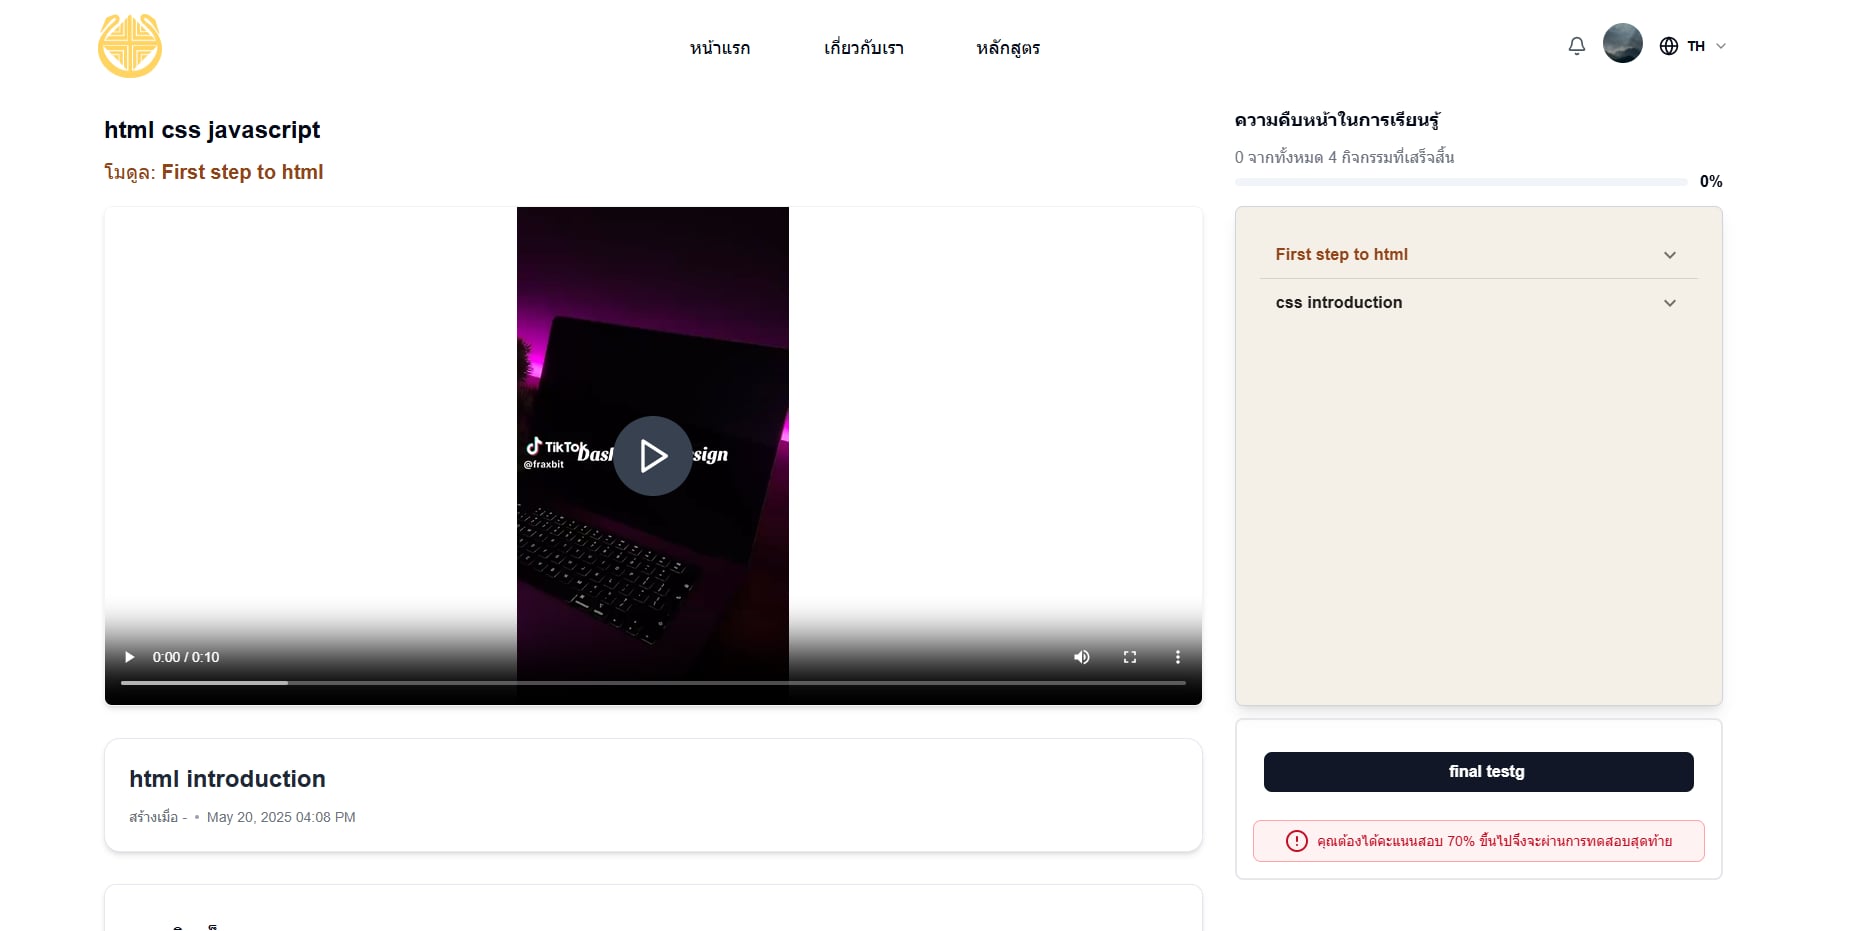 หน้าแรก
เกี่ยวกับเรา
หลักสูตร
TH
html css javascript
โมดูล: First step to html
TikTok
@fraxbit
0:00 / 0:10
html introduction
สร้างเมื่อ - • May 20, 2025 04:08 PM
ความคืบหน้าในการเรียนรู้
0 จากทั้งหมด 4 กิจกรรมที่เสร็จสิ้น
0%
First step to html
css introduction
final testg
คุณต้องได้คะแนนสอบ 70% ขึ้นไปจึงจะผ่านการทดสอบสุดท้าย